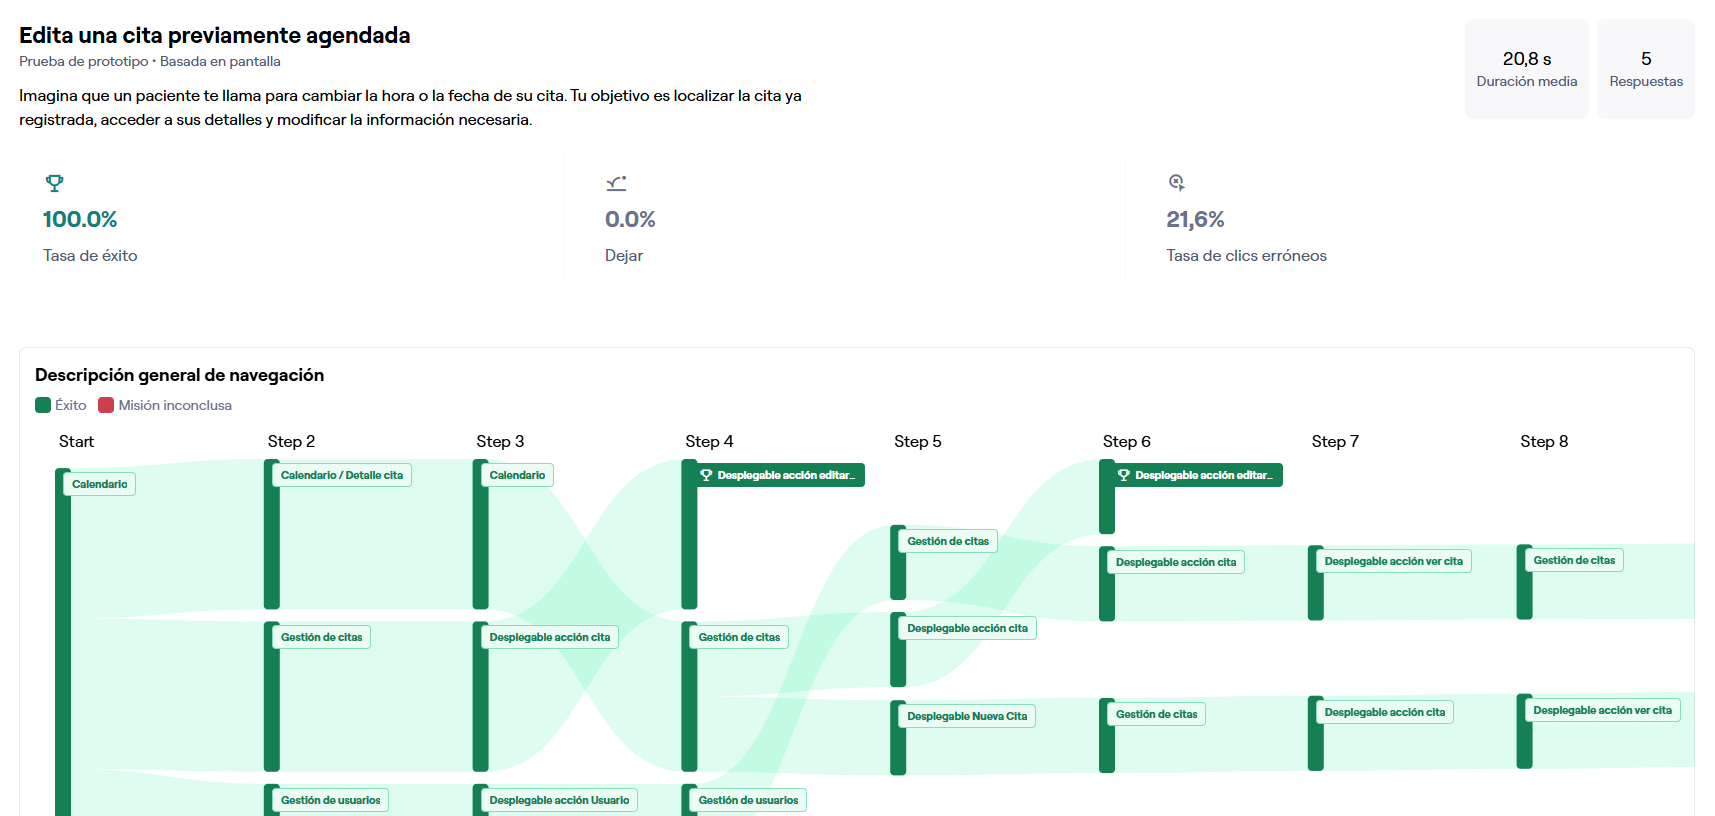 Edita una cita previamente agendada
Prueba de prototipo • Basada en pantalla
Imagina que un paciente te llama para cambiar la hora o la fecha de su cita. Tu objetivo es localizar la cita ya
registrada, acceder a sus detalles y modificar la información necesaria.
20,8 s
Duración media
5
Respuestas
100.0%
Tasa de éxito
0.0%
Dejar
21,6%
Tasa de clics erróneos
Descripción general de navegación
Éxito
Misión inconclusa
Start
Step 2
Step 3
Step 4
Step 5
Step 6
Step 7
Step 8
Calendario
Calendario / Detalle cita
Calendario
Desplegable acción editar...
Desplegable acción editar...
Gestión de citas
Desplegable acción cita
Desplegable acción ver cita
Gestión de citas
Gestión de citas
Desplegable acción cita
Gestión de citas
Desplegable acción cita
Desplegable Nueva Cita
Gestión de citas
Desplegable acción cita
Desplegable acción ver cita
Gestión de usuarios
Desplegable acción Usuario
Gestión de usuarios